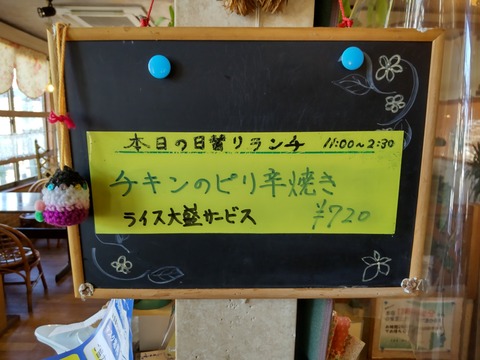 本日の日替りランチ 11:00～2:30
チキンのピリ辛焼き
ライス大盛サービス ¥720